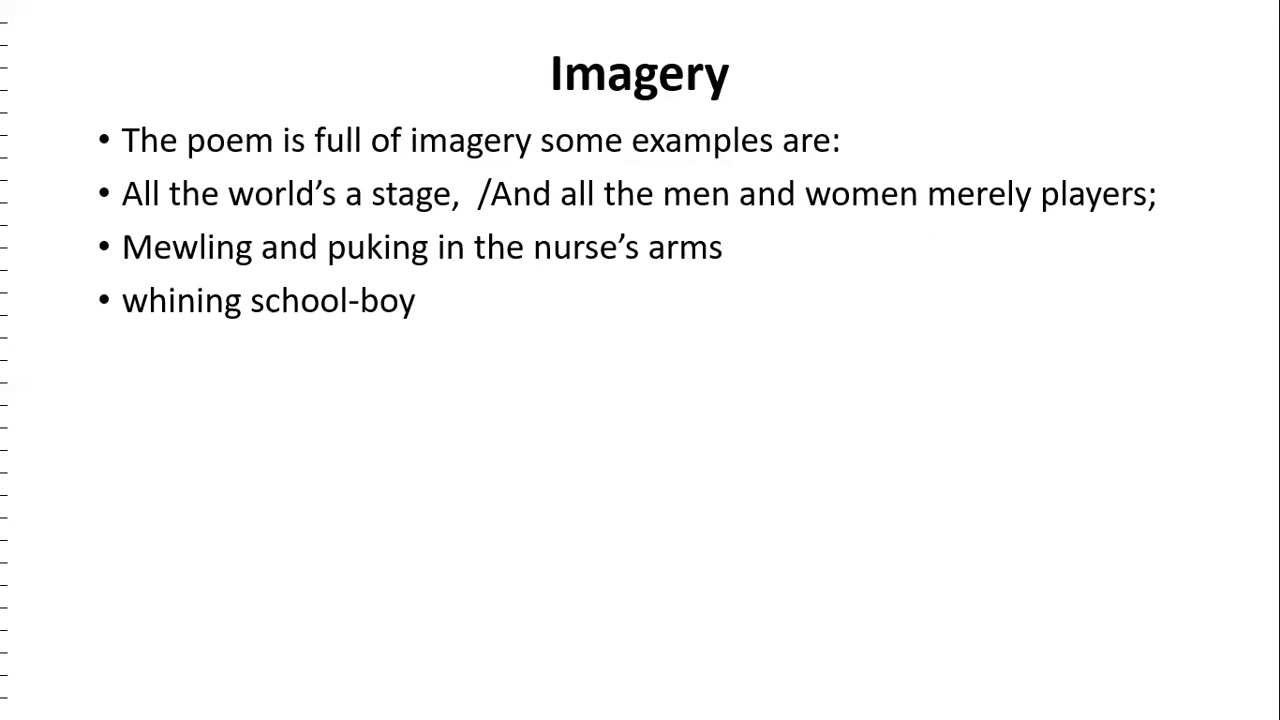 Imagery
• The poem is full of imagery some examples are:
• All the world’s a stage,  /And all the men and women merely players;
• Mewling and puking in the nurse’s arms
• whining school-boy